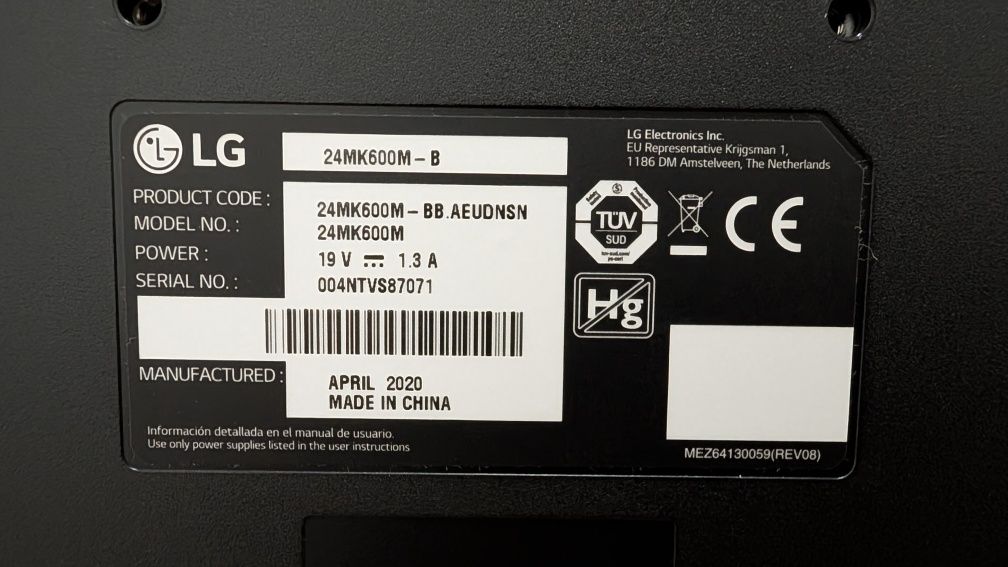 LG
24MK600M-B
LG Electronics Inc.
EU Representative Krijgsman 1,
1186 DM Amstelveen, The Netherlands
PRODUCT CODE : 24MK600M-BB.AEUDNSN
MODEL NO. : 24MK600M
POWER : 19 V ⎓ 1.3 A
SERIAL NO. : 004NTVS87071
TÜV
SUD
CE
Hg
MANUFACTURED : APRIL 2020
MADE IN CHINA
Información detallada en el manual de usuario.
Use only power supplies listed in the user instructions
MEZ64130059(REV08)